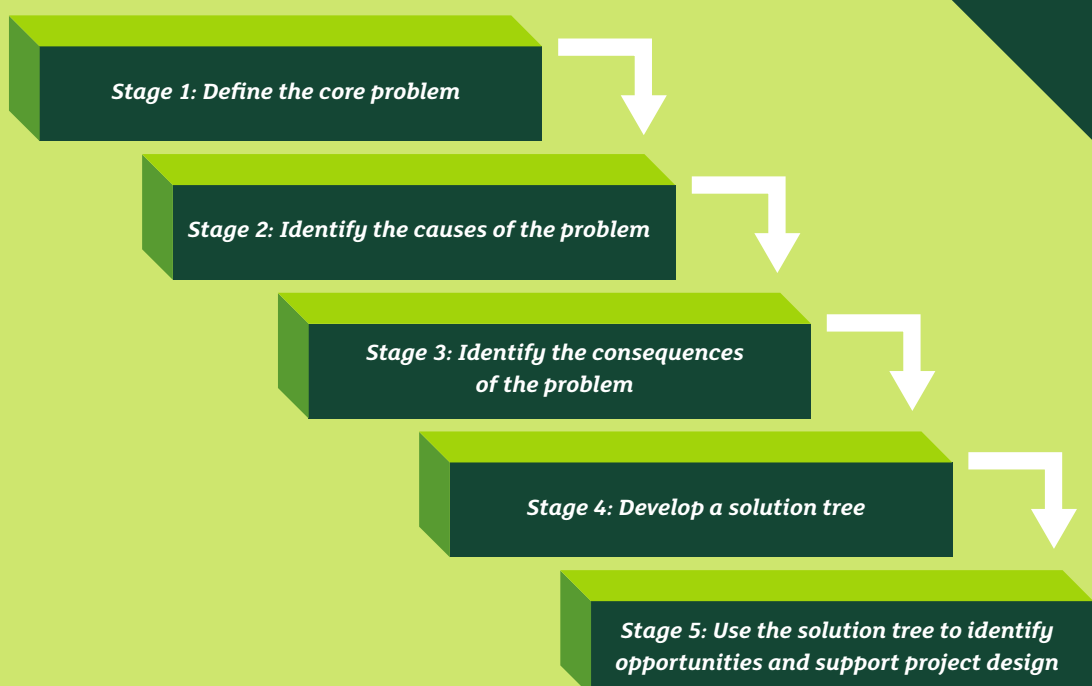 Stage 1: Define the core problem
Stage 2: Identify the causes of the problem
Stage 3: Identify the consequences
of the problem
Stage 4: Develop a solution tree
Stage 5: Use the solution tree to identify
opportunities and support project design